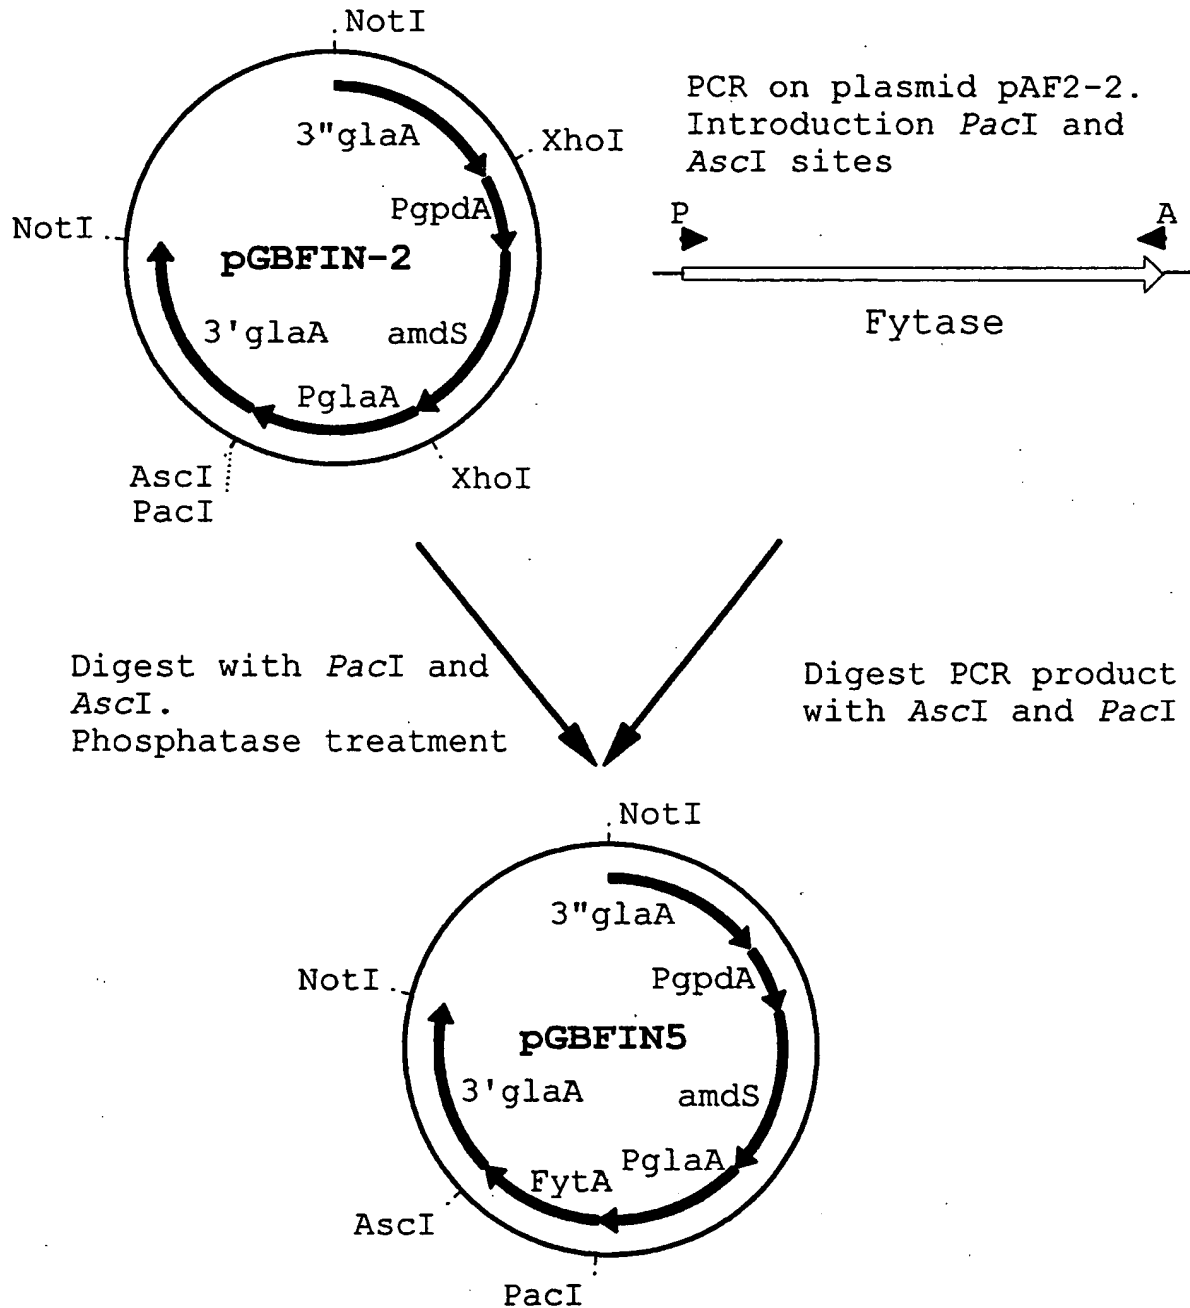 NotI
3"glaA
XhoI
PgpdA
NotI
pGBFIN-2
3'glaA
amdS
PglaA
AscI
PacI
XhoI
PCR on plasmid pAF2-2.
Introduction PacI and
AscI sites
P
A
Fytase
Digest with PacI and
AscI.
Phosphatase treatment
Digest PCR product
with AscI and PacI
NotI
3"glaA
PgpdA
NotI
pGBFIN5
3'glaA
amdS
PglaA
FytA
AscI
PacI